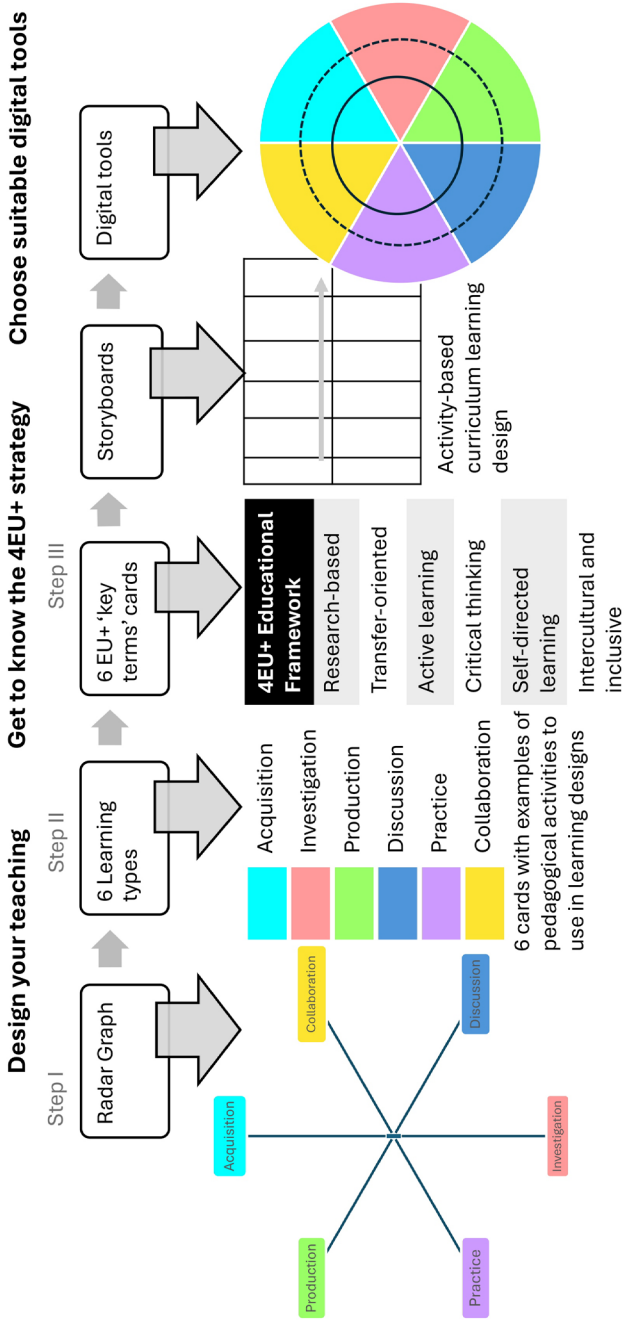 Design your teaching
Get to know the 4EU+ strategy
Choose suitable digital tools
Step I
Step II
Step III
Radar Graph
6 Learning
types
6 EU+ ‘key
terms’ cards
Storyboards
Digital tools
Acquisition
Collaboration
Discussion
Investigation
Practice
Production
Acquisition
Investigation
Production
Discussion
Practice
Collaboration
6 cards with examples of
pedagogical activities to
use in learning designs
4EU+ Educational
Framework
Research-based
Transfer-oriented
Active learning
Critical thinking
Self-directed
learning
Intercultural and
inclusive
Activity-based
curriculum learning
design